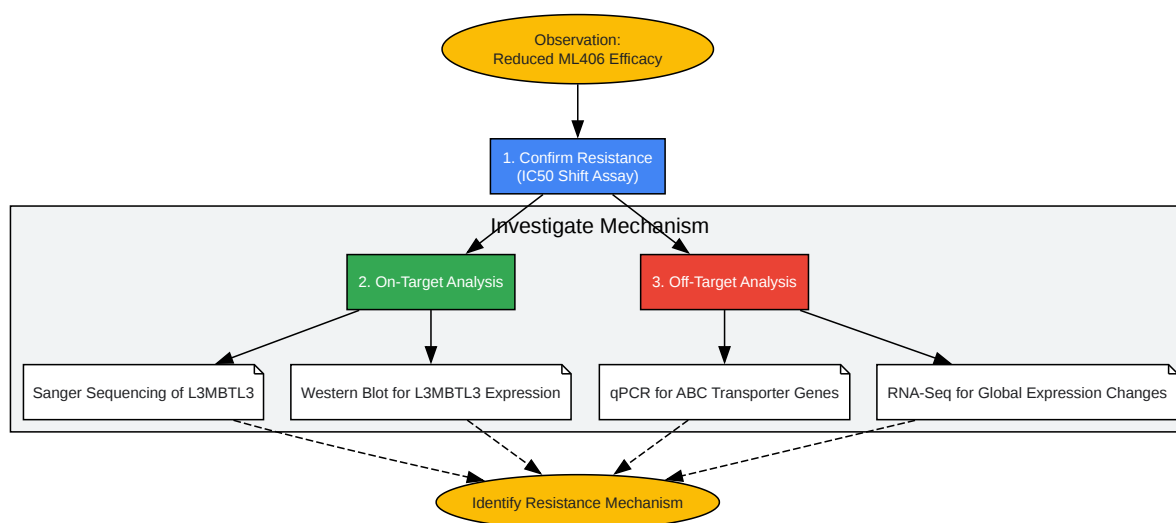 Observation:
Reduced ML406 Efficacy
1. Confirm Resistance
(IC50 Shift Assay)
Investigate Mechanism
2. On-Target Analysis
3. Off-Target Analysis
Sanger Sequencing of L3MBTL3
Western Blot for L3MBTL3 Expression
qPCR for ABC Transporter Genes
RNA-Seq for Global Expression Changes
Identify Resistance Mechanism